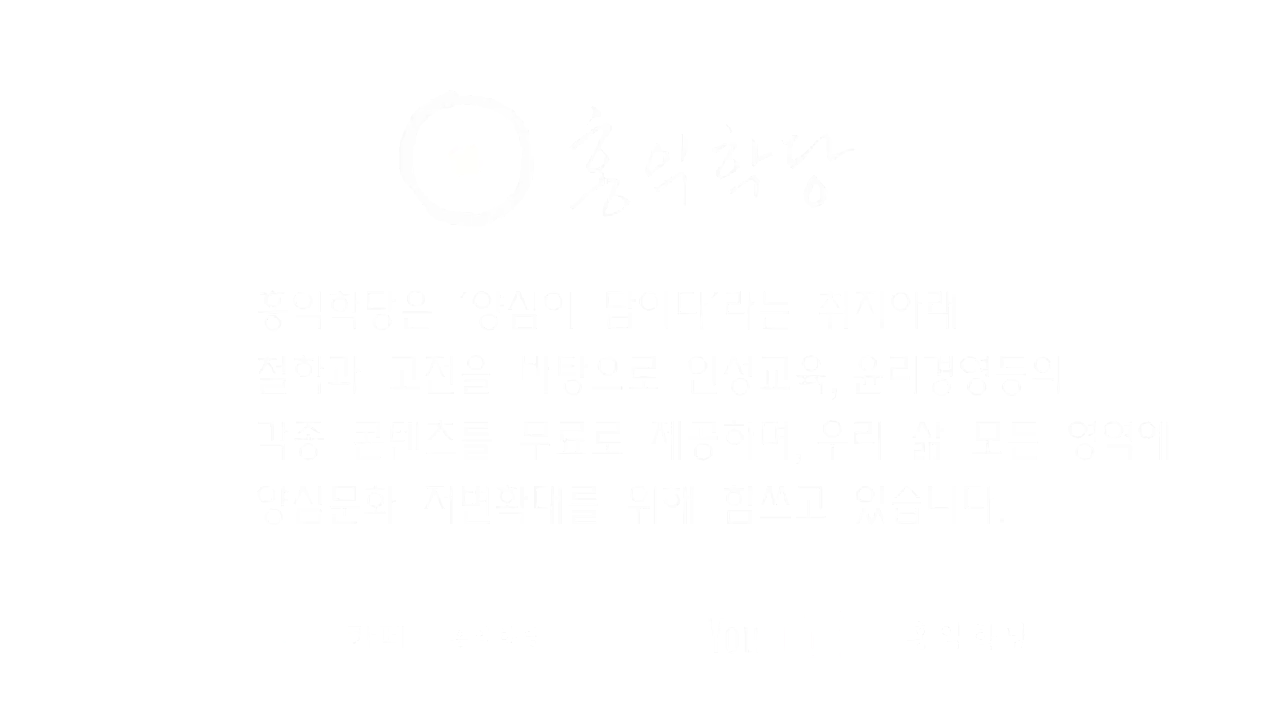 홍익학당
홍익학당은 '양심이 답이다'라는 취지아래
철학과 고전을 바탕으로 인성교육, 윤리경영등의
각종 콘텐츠를 무료로 제공하며, 우리 삶 모든 영역에
양심문화 저변확대를 위해 힘쓰고 있습니다.